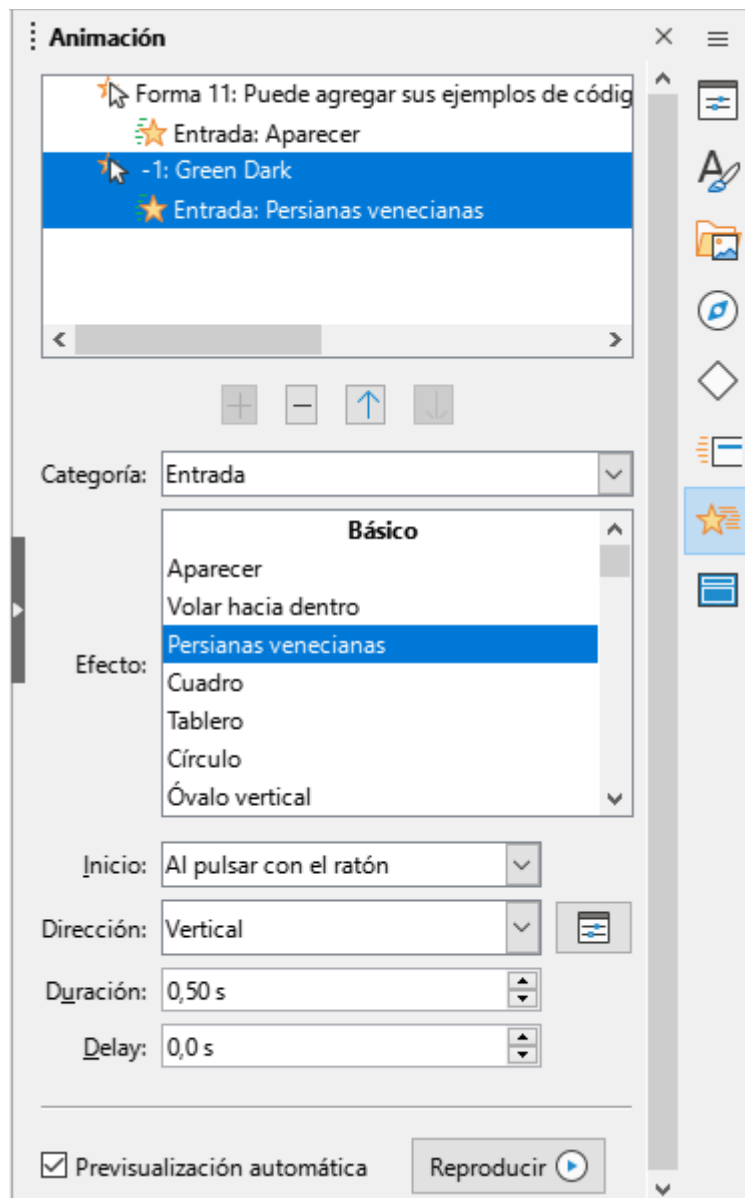 Animación
Forma 11: Puede agregar sus ejemplos de códig
Entrada: Aparecer
-1: Green Dark
Entrada: Persianas venecianas
Categoría: Entrada
Básico
Aparecer
Volar hacia dentro
Efecto: Persianas venecianas
Cuadro
Tablero
Círculo
Óvalo vertical
Inicio: Al pulsar con el ratón
Dirección: Vertical
Duración: 0,50 s
Delay: 0,0 s
Previsualización automática Reproducir